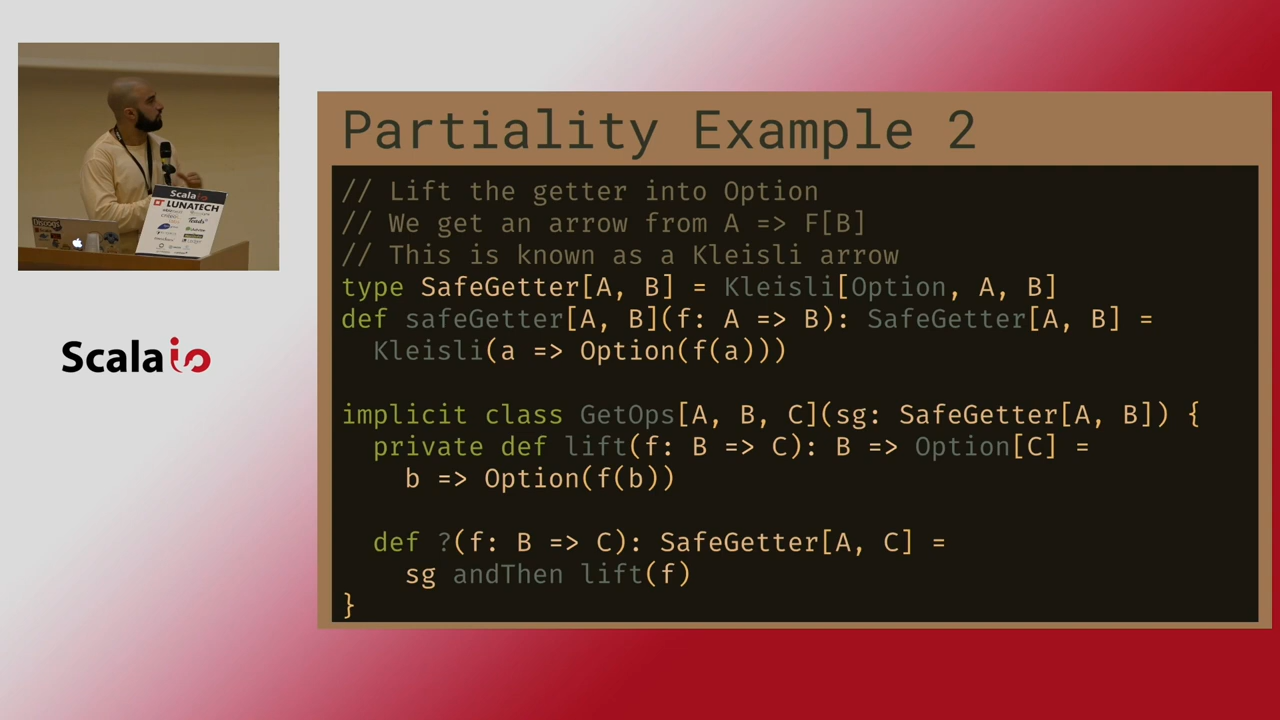 Scalaio
LUNATECH
Scalaio
Partiality Example 2
// Lift the getter into Option
// We get an arrow from A => F[B]
// This is known as a Kleisli arrow
type SafeGetter[A, B] = Kleisli[Option, A, B]
def safeGetter[A, B](f: A => B): SafeGetter[A, B] =
Kleisli(a => Option(f(a)))
implicit class GetOps[A, B, C](sg: SafeGetter[A, B]) {
private def lift(f: B => C): B => Option[C] =
b => Option(f(b))
def ?(f: B => C): SafeGetter[A, C] =
sg andThen lift(f)
}